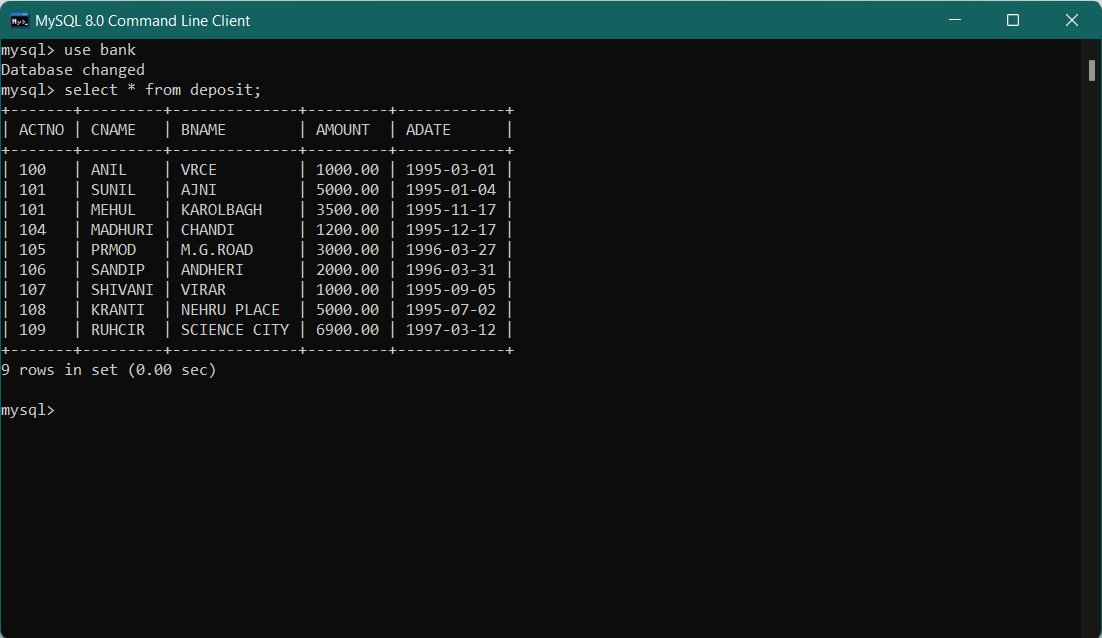 MySQL 8.0 Command Line Client
mysql> use bank
Database changed
mysql> select * from deposit;
+-------+---------+--------------+---------+------------+
| ACTNO | CNAME   | BNAME        | AMOUNT  | ADATE      |
+-------+---------+--------------+---------+------------+
| 100   | ANIL    | VRCE         | 1000.00 | 1995-03-01 |
| 101   | SUNIL   | AJNI         | 5000.00 | 1995-01-04 |
| 101   | MEHUL   | KAROLBAGH    | 3500.00 | 1995-11-17 |
| 104   | MADHURI | CHANDI       | 1200.00 | 1995-12-17 |
| 105   | PRMOD   | M.G.ROAD     | 3000.00 | 1996-03-27 |
| 106   | SANDIP  | ANDHERI      | 2000.00 | 1996-03-31 |
| 107   | SHIVANI | VIRAR        | 1000.00 | 1995-09-05 |
| 108   | KRANTI  | NEHRU PLACE  | 5000.00 | 1995-07-02 |
| 109   | RUHCIR  | SCIENCE CITY | 6900.00 | 1997-03-12 |
+-------+---------+--------------+---------+------------+
9 rows in set (0.00 sec)
mysql>